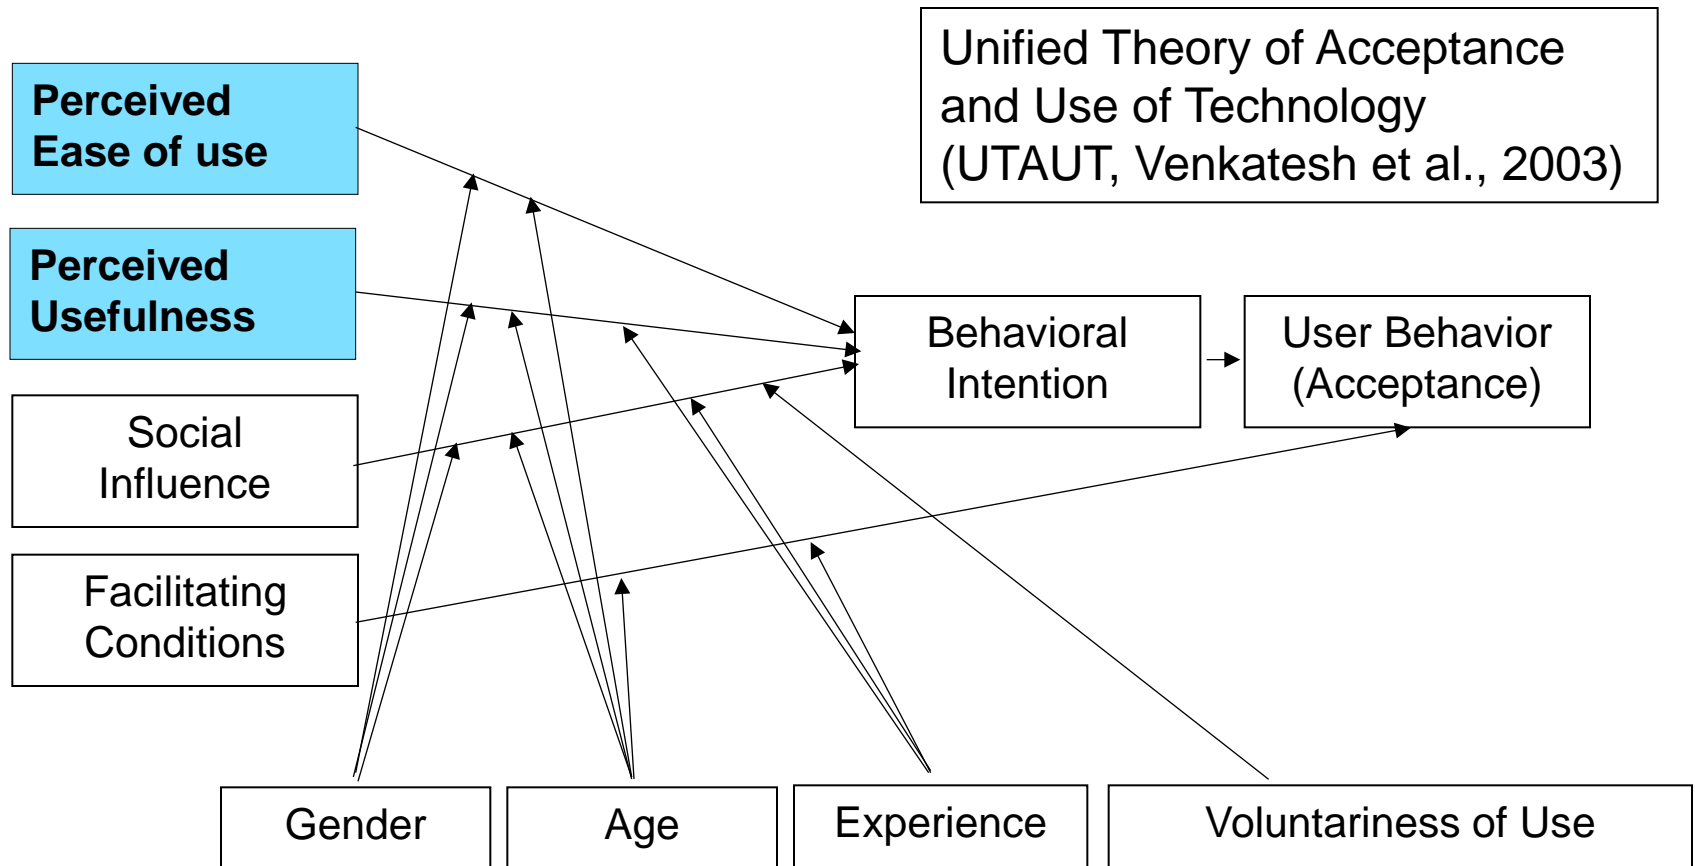 Unified Theory of Acceptance
and Use of Technology
(UTAUT, Venkatesh et al., 2003)
Perceived
Ease of use
Perceived
Usefulness
Social
Influence
Facilitating
Conditions
Behavioral
Intention
User Behavior
(Acceptance)
Gender
Age
Experience
Voluntariness of Use